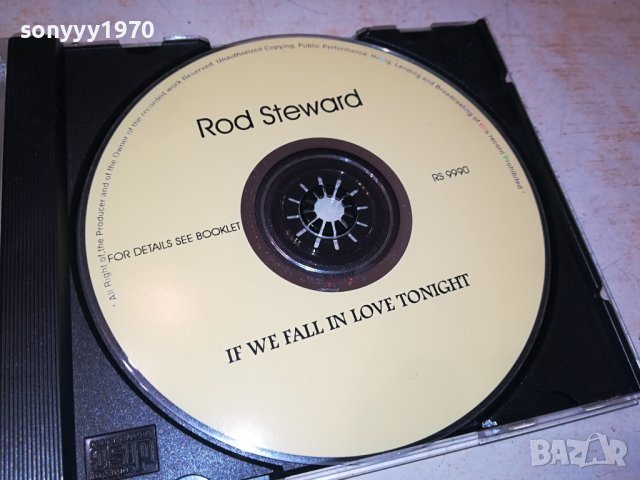 sonyyy1970
· All Right of the Producer and of the Owner of the recorded work Reserved. Unauthorized Copying, Public Performance, Hiring, Lending and Broadcasting of this record Prohibited ·
Rod Steward
RS 9990
FOR DETAILS SEE BOOKLET
IF WE FALL IN LOVE TONIGHT
disc
BAZAR